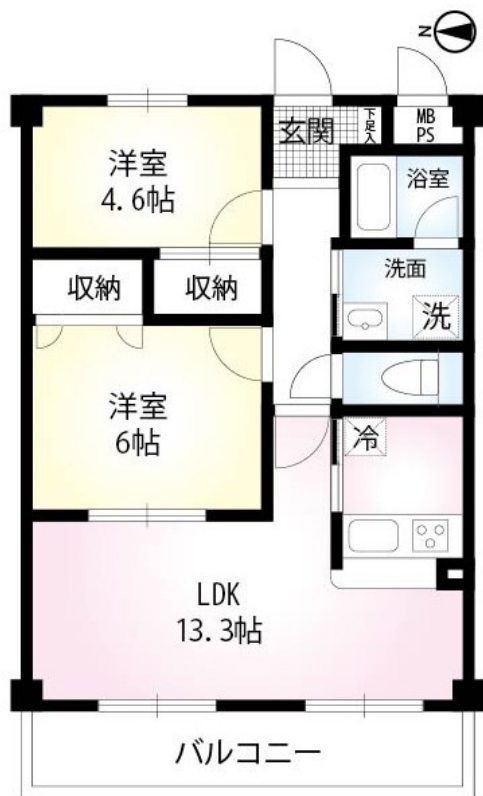 N
玄関
下足入
MB
PS
洋室
4.6帖
浴室
収納
収納
洗面
洗
洋室
6帖
冷
LDK
13.3帖
バルコニー